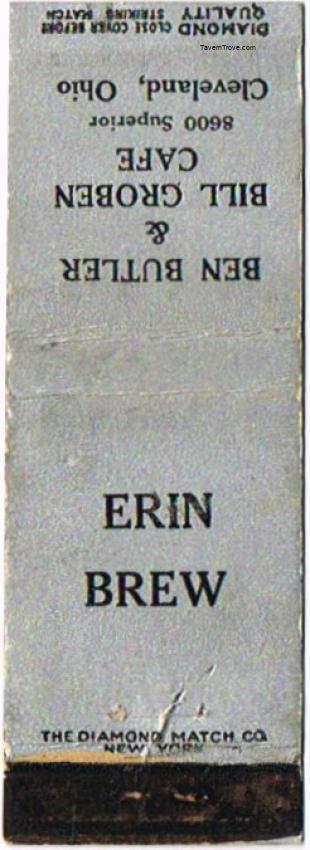 BEN BUTLER
&
BILL GROBEN
CAFE
8600 Superior
Cleveland, Ohio
DIAMOND CLOSE COVER BEFORE
QUALITY STRIKING MATCH
TavernTrove.com
ERIN
BREW
THE DIAMOND MATCH CO.
NEW YORK